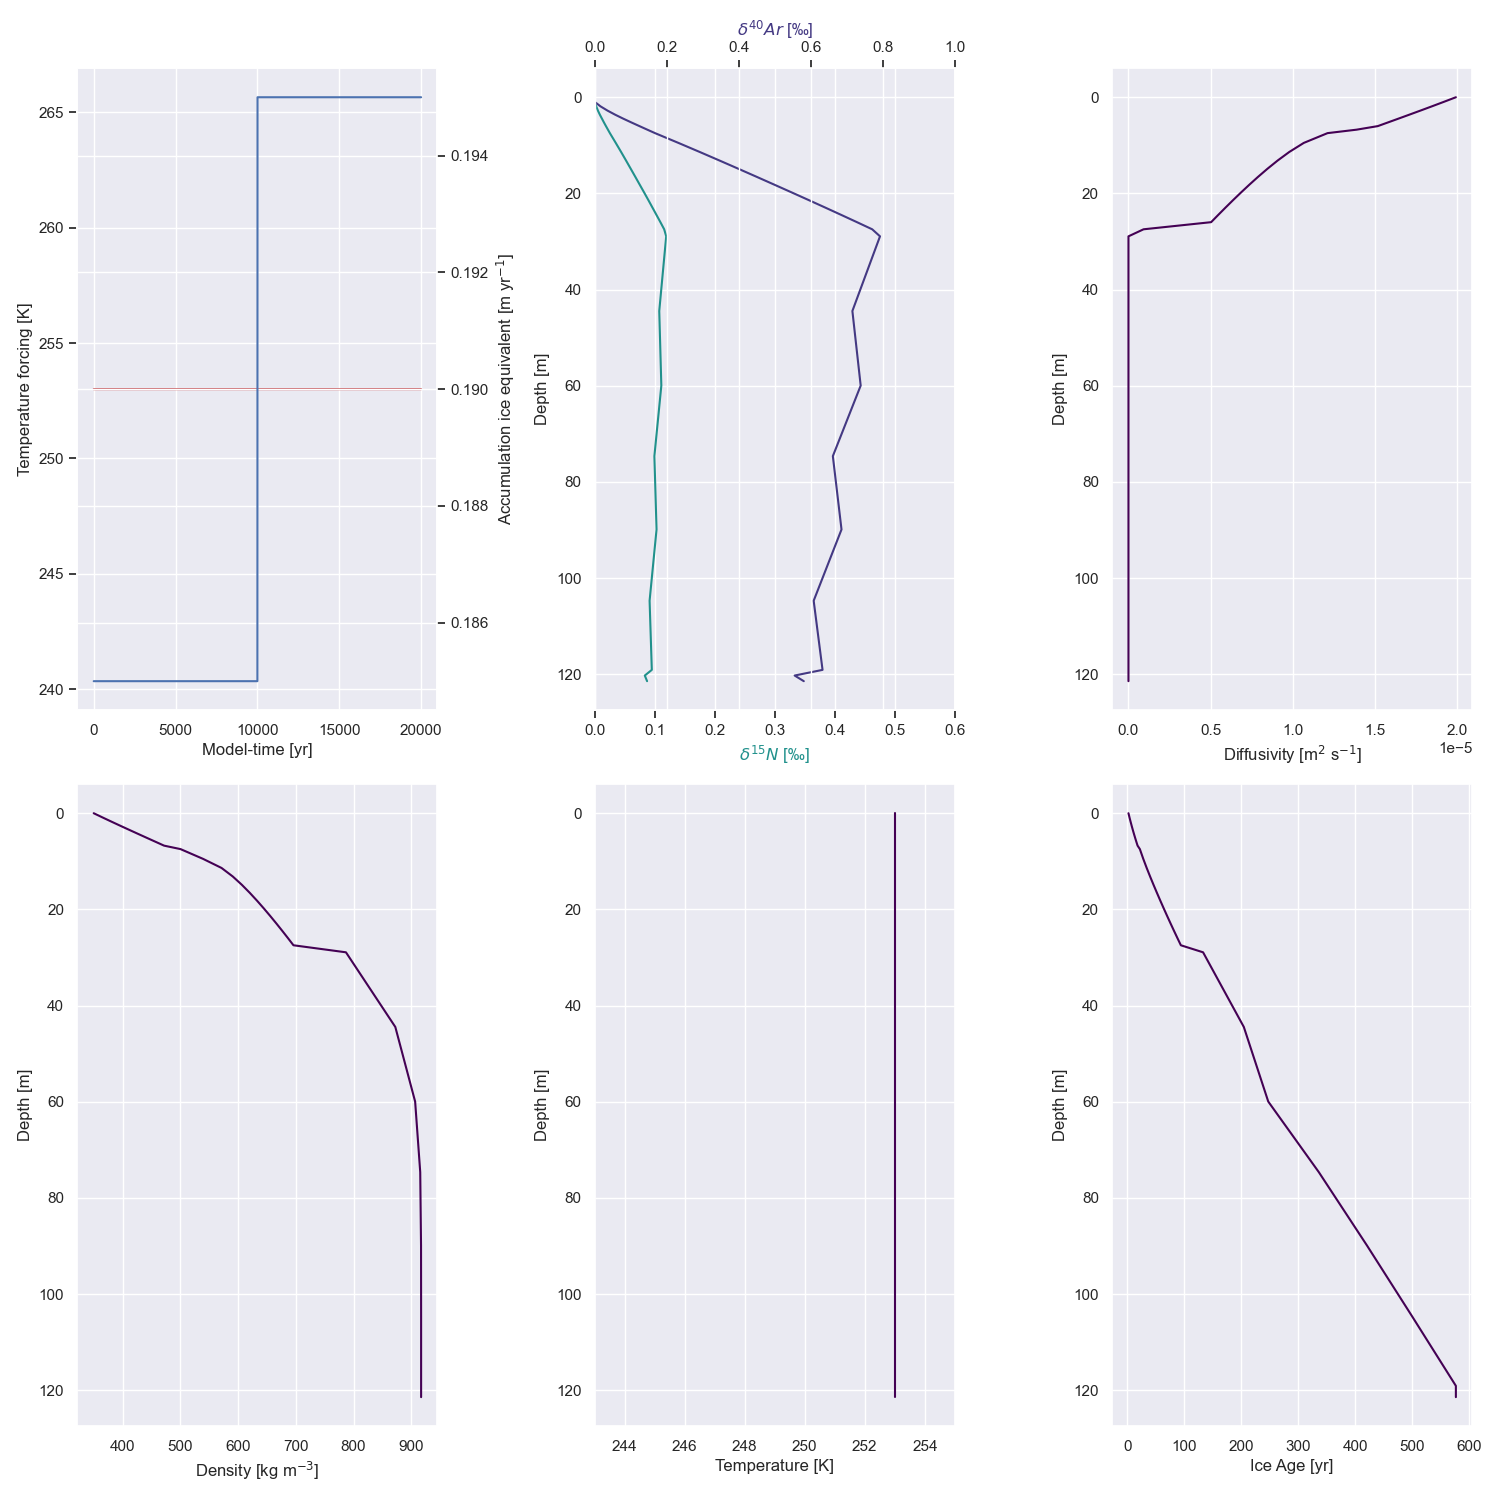 δ⁴⁰Ar [‰]
0.0 0.2 0.4 0.6 0.8 1.0
Temperature forcing [K]
265
260
255
250
245
240
0.194
0.192
0.190
0.188
0.186
Accumulation ice equivalent [m yr⁻¹]
0 5000 10000 15000 20000
Model-time [yr]
Depth [m]
0
20
40
60
80
100
120
0.0 0.1 0.2 0.3 0.4 0.5 0.6
δ¹⁵N [‰]
Depth [m]
0
20
40
60
80
100
120
0.0 0.5 1.0 1.5 2.0
1e−5
Diffusivity [m² s⁻¹]
Depth [m]
0
20
40
60
80
100
120
400 500 600 700 800 900
Density [kg m⁻³]
Depth [m]
0
20
40
60
80
100
120
244 246 248 250 252 254
Temperature [K]
Depth [m]
0
20
40
60
80
100
120
0 100 200 300 400 500 600
Ice Age [yr]